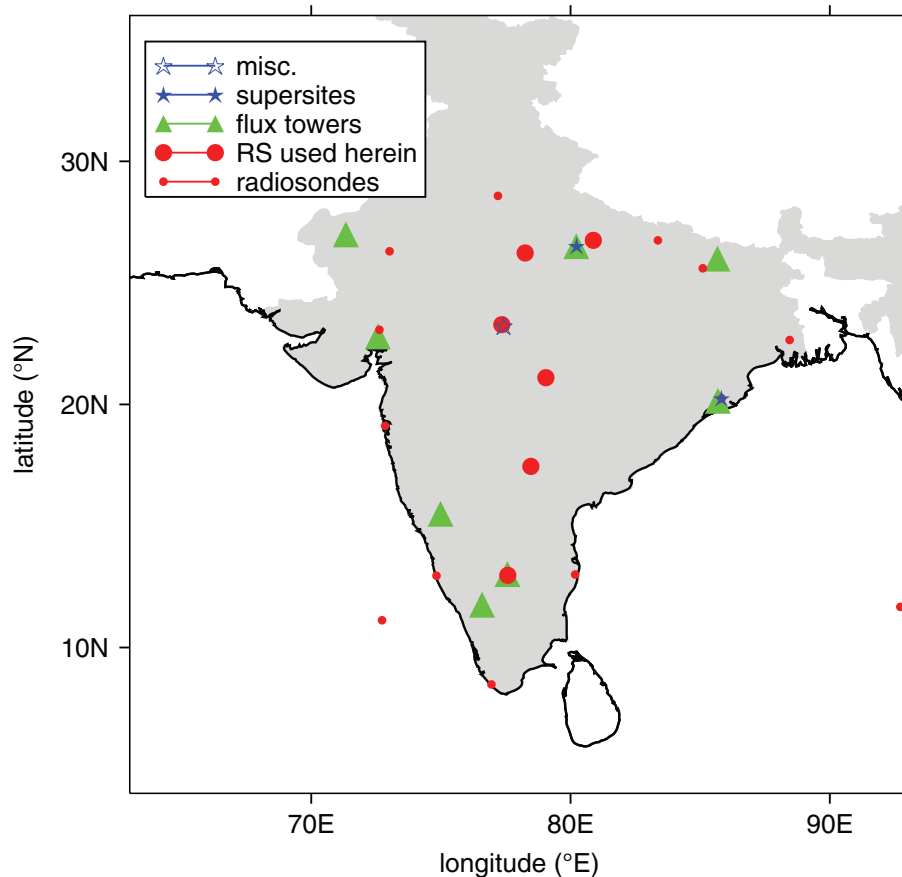 misc.
supersites
flux towers
RS used herein
radiosondes
30N
20N
10N
latitude (°N)
70E 80E 90E
longitude (°E)